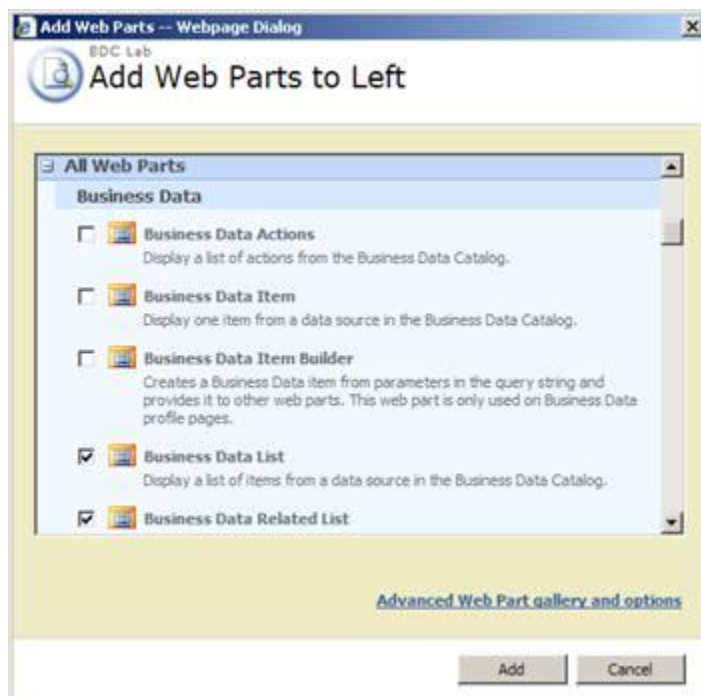 Add Web Parts -- Webpage Dialog
BDC Lab
Add Web Parts to Left
All Web Parts
Business Data
Business Data Actions
Display a list of actions from the Business Data Catalog.
Business Data Item
Display one item from a data source in the Business Data Catalog.
Business Data Item Builder
Creates a Business Data item from parameters in the query string and
provides it to other web parts. This web part is only used on Business Data
profile pages.
Business Data List
Display a list of items from a data source in the Business Data Catalog.
Business Data Related List
Advanced Web Part gallery and options
Add Cancel